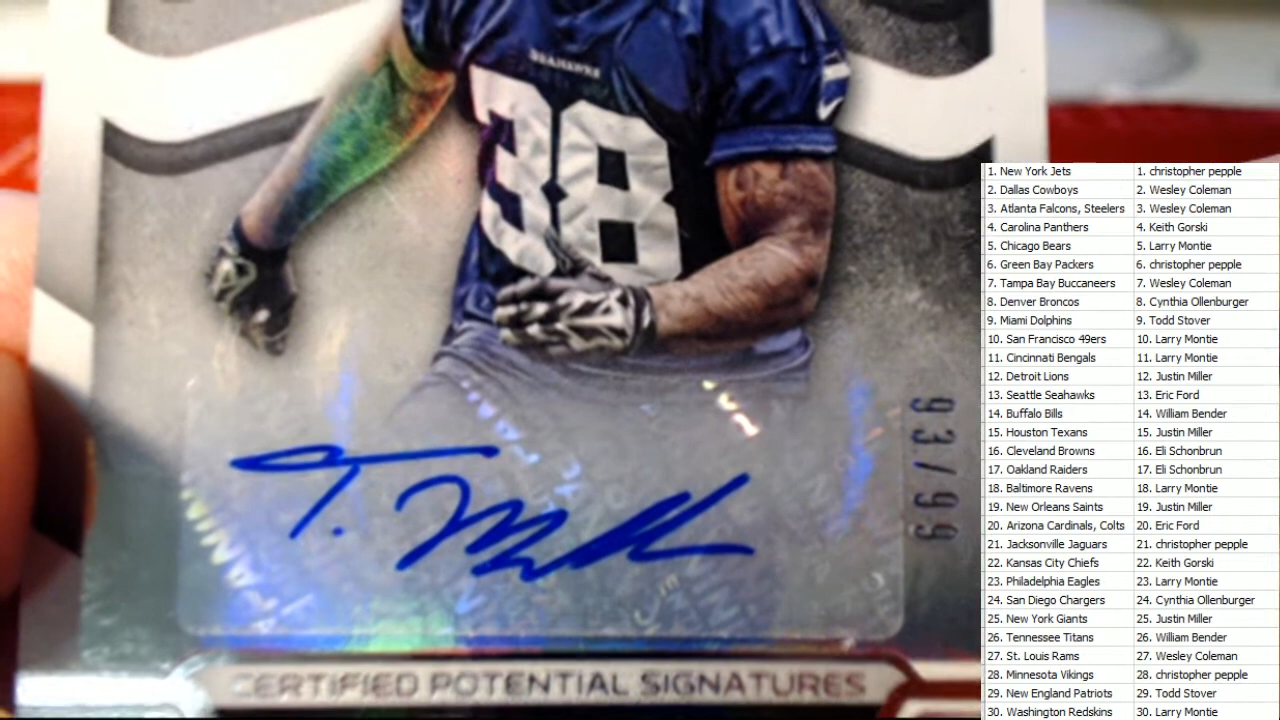 SEAHAWKS
38
93/99
T. Mill
CERTIFIED POTENTIAL SIGNATURES
1. New York Jets 1. christopher pepple
2. Dallas Cowboys 2. Wesley Coleman
3. Atlanta Falcons, Steelers 3. Wesley Coleman
4. Carolina Panthers 4. Keith Gorski
5. Chicago Bears 5. Larry Montie
6. Green Bay Packers 6. christopher pepple
7. Tampa Bay Buccaneers 7. Wesley Coleman
8. Denver Broncos 8. Cynthia Ollenburger
9. Miami Dolphins 9. Todd Stover
10. San Francisco 49ers 10. Larry Montie
11. Cincinnati Bengals 11. Larry Montie
12. Detroit Lions 12. Justin Miller
13. Seattle Seahawks 13. Eric Ford
14. Buffalo Bills 14. William Bender
15. Houston Texans 15. Justin Miller
16. Cleveland Browns 16. Eli Schonbrun
17. Oakland Raiders 17. Eli Schonbrun
18. Baltimore Ravens 18. Larry Montie
19. New Orleans Saints 19. Justin Miller
20. Arizona Cardinals, Colts 20. Eric Ford
21. Jacksonville Jaguars 21. christopher pepple
22. Kansas City Chiefs 22. Keith Gorski
23. Philadelphia Eagles 23. Larry Montie
24. San Diego Chargers 24. Cynthia Ollenburger
25. New York Giants 25. Justin Miller
26. Tennessee Titans 26. William Bender
27. St. Louis Rams 27. Wesley Coleman
28. Minnesota Vikings 28. christopher pepple
29. New England Patriots 29. Todd Stover
30. Washington Redskins 30. Larry Montie